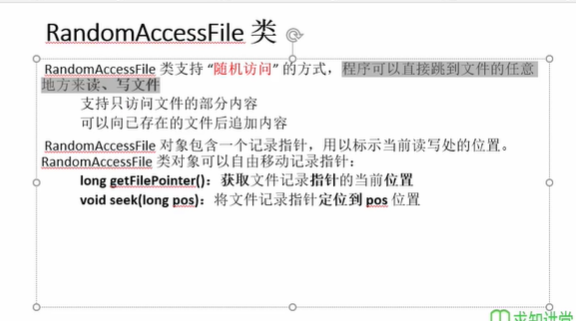 RandomAccessFile 类
RandomAccessFile 类支持 “随机访问” 的方式，程序可以直接跳到文件的任意
地方来读、写文件
支持只访问文件的部分内容
可以向已存在的文件后追加内容
RandomAccessFile 对象包含一个记录指针，用以标示当前读写处的位置。
RandomAccessFile 类对象可以自由移动记录指针：
long getFilePointer()：获取文件记录指针的当前位置
void seek(long pos)：将文件记录指针定位到 pos 位置
求知讲堂